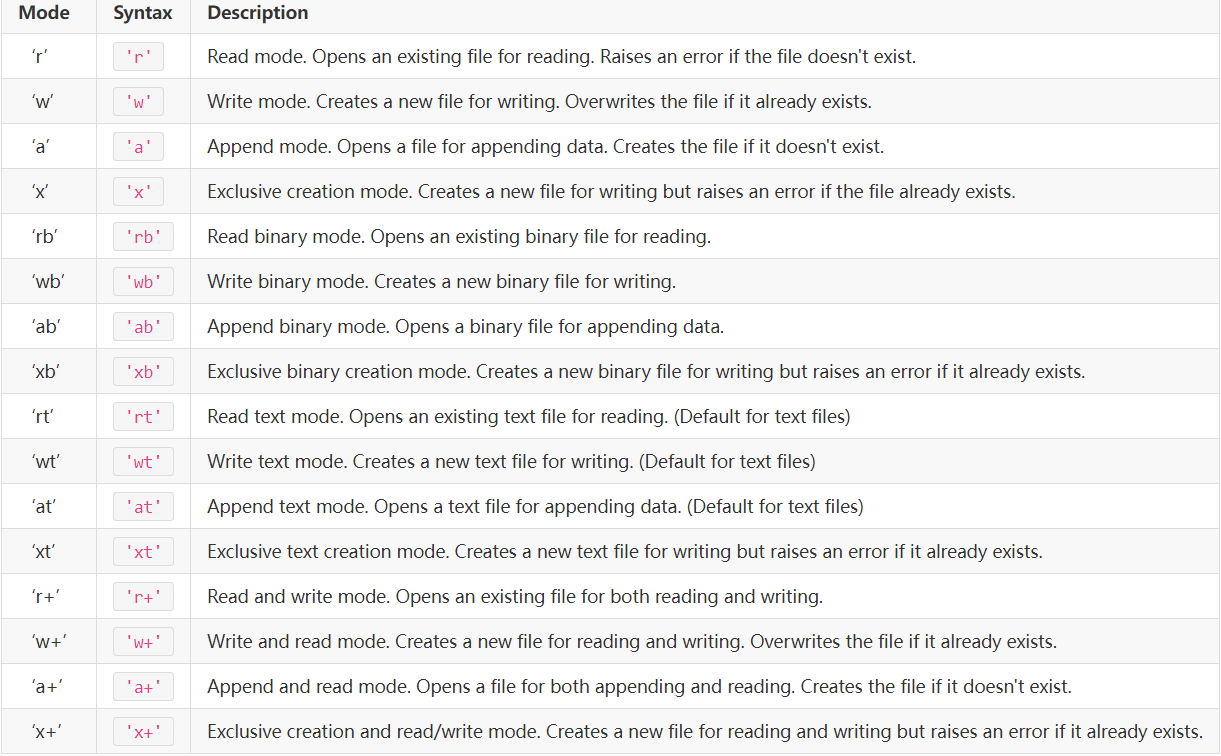 Mode Syntax Description
‘r’ 'r' Read mode. Opens an existing file for reading. Raises an error if the file doesn't exist.
‘w’ 'w' Write mode. Creates a new file for writing. Overwrites the file if it already exists.
‘a’ 'a' Append mode. Opens a file for appending data. Creates the file if it doesn't exist.
‘x’ 'x' Exclusive creation mode. Creates a new file for writing but raises an error if the file already exists.
‘rb’ 'rb' Read binary mode. Opens an existing binary file for reading.
‘wb’ 'wb' Write binary mode. Creates a new binary file for writing.
‘ab’ 'ab' Append binary mode. Opens a binary file for appending data.
‘xb’ 'xb' Exclusive binary creation mode. Creates a new binary file for writing but raises an error if it already exists.
‘rt’ 'rt' Read text mode. Opens an existing text file for reading. (Default for text files)
‘wt’ 'wt' Write text mode. Creates a new text file for writing. (Default for text files)
‘at’ 'at' Append text mode. Opens a text file for appending data. (Default for text files)
‘xt’ 'xt' Exclusive text creation mode. Creates a new text file for writing but raises an error if it already exists.
‘r+’ 'r+' Read and write mode. Opens an existing file for both reading and writing.
‘w+’ 'w+' Write and read mode. Creates a new file for reading and writing. Overwrites the file if it already exists.
‘a+’ 'a+' Append and read mode. Opens a file for both appending and reading. Creates the file if it doesn't exist.
‘x+’ 'x+' Exclusive creation and read/write mode. Creates a new file for reading and writing but raises an error if it already exists.